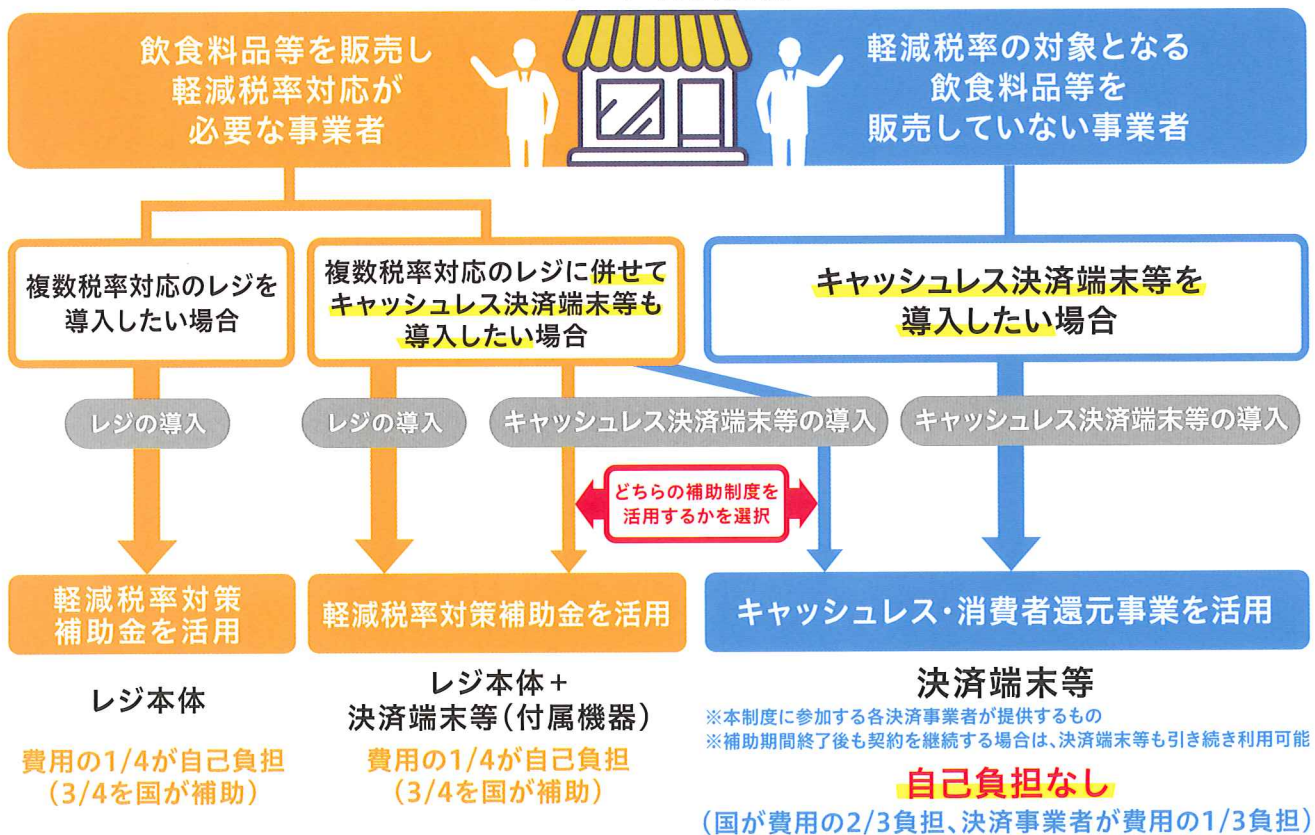 飲食料品等を販売し
軽減税率対応が
必要な事業者
軽減税率の対象となる
飲食料品等を
販売していない事業者
複数税率対応のレジを
導入したい場合
複数税率対応のレジに併せて
キャッシュレス決済端末等も
導入したい場合
キャッシュレス決済端末等を
導入したい場合
レジの導入
レジの導入
キャッシュレス決済端末等の導入
キャッシュレス決済端末等の導入
どちらの補助制度を
活用するかを選択
軽減税率対策
補助金を活用
軽減税率対策補助金を活用
キャッシュレス・消費者還元事業を活用
レジ本体
費用の1/4が自己負担
(3/4を国が補助)
レジ本体+
決済端末等(付属機器)
費用の1/4が自己負担
(3/4を国が補助)
決済端末等
※本制度に参加する各決済事業者が提供するもの
※補助期間終了後も契約を継続する場合は、決済端末等も引き続き利用可能
自己負担なし
(国が費用の2/3負担、決済事業者が費用の1/3負担)